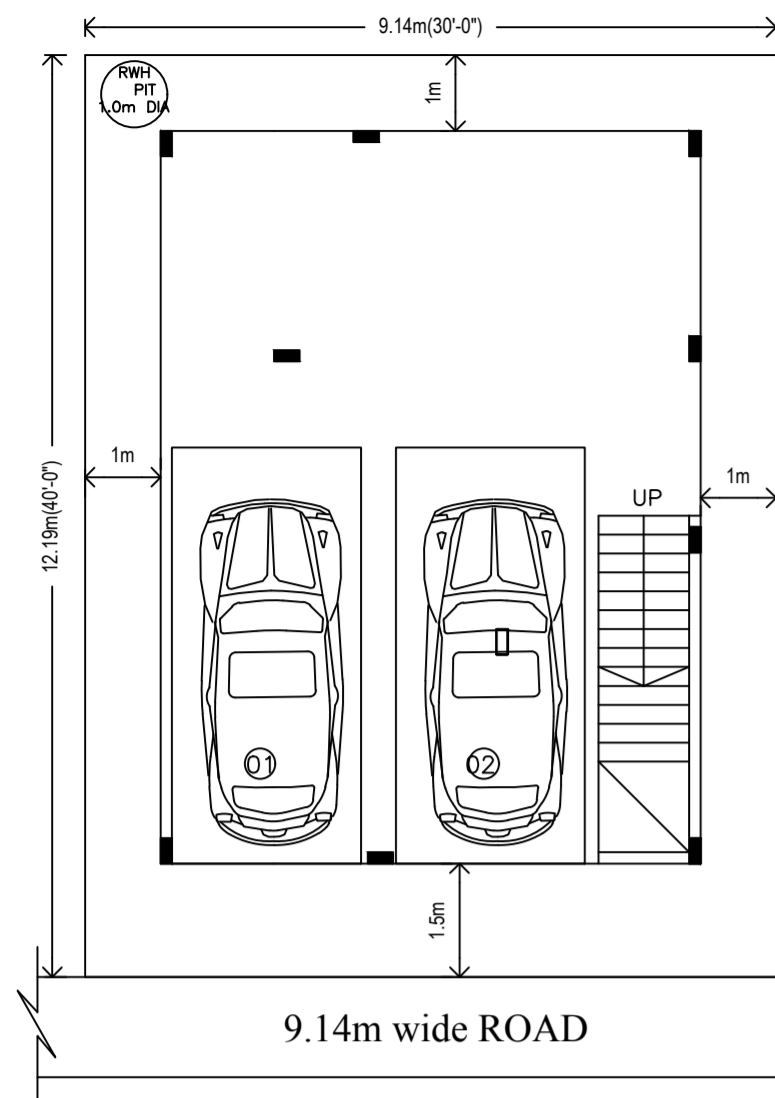 9.14m(30'-0")
RWH
PIT
1.0m DIA
1m
12.19m(40'-0")
1m
1m
UP
01
02
1.5m
9.14m wide ROAD